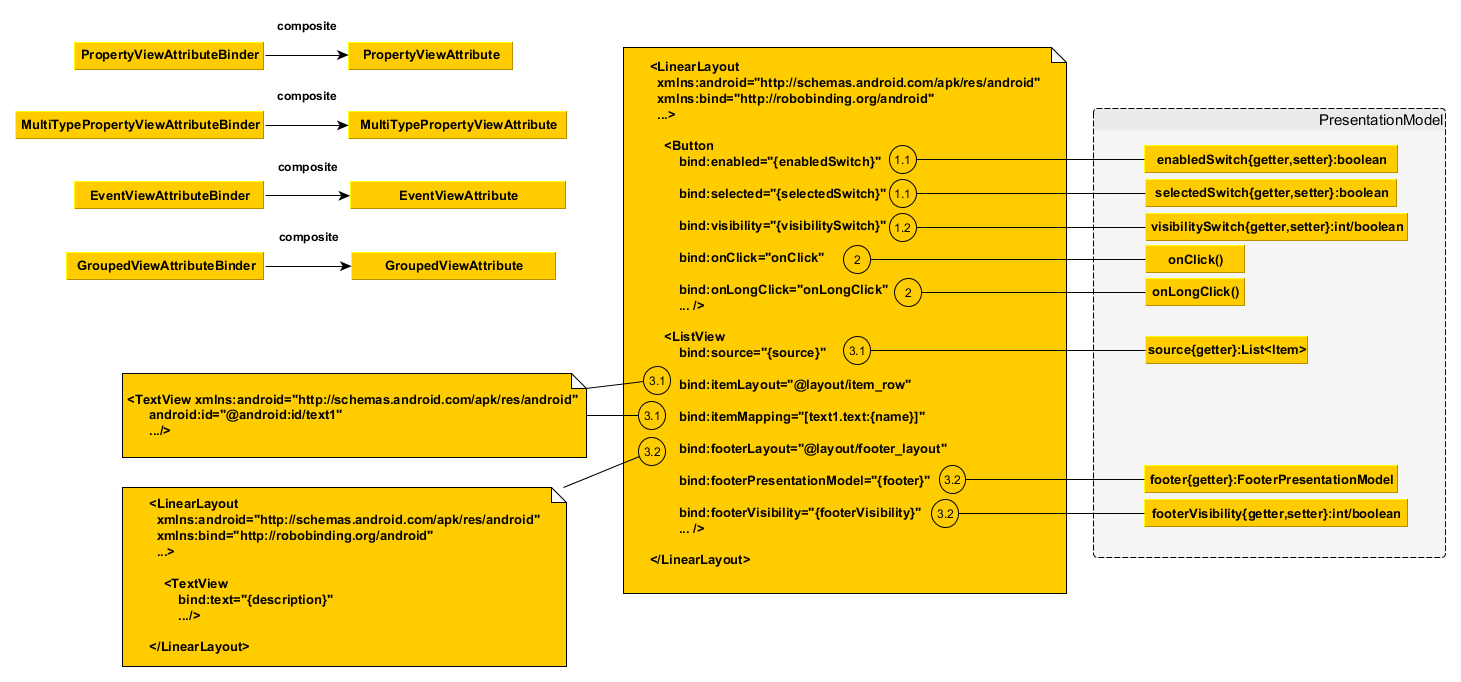 composite
PropertyViewAttributeBinder
PropertyViewAttribute
composite
MultiTypePropertyViewAttributeBinder
MultiTypePropertyViewAttribute
composite
EventViewAttributeBinder
EventViewAttribute
composite
GroupedViewAttributeBinder
GroupedViewAttribute
<LinearLayout
xmlns:android="http://schemas.android.com/apk/res/android"
xmlns:bind="http://robobinding.org/android"
...>
<Button
bind:enabled="{enabledSwitch}" 1.1
bind:selected="{selectedSwitch}" 1.1
bind:visibility="{visibilitySwitch}" 1.2
bind:onClick="onClick" 2
bind:onLongClick="onLongClick" 2
... />
<ListView
bind:source="{source}" 3.1
3.1 bind:itemLayout="@layout/item_row"
3.1 bind:itemMapping="[text1.text:{name}]"
3.2 bind:footerLayout="@layout/footer_layout"
bind:footerPresentationModel="{footer}" 3.2
bind:footerVisibility="{footerVisibility}" 3.2
... />
</LinearLayout>
PresentationModel
enabledSwitch{getter,setter}:boolean
selectedSwitch{getter,setter}:boolean
visibilitySwitch{getter,setter}:int/boolean
onClick()
onLongClick()
source{getter}:List<Item>
footer{getter}:FooterPresentationModel
footerVisibility{getter,setter}:int/boolean
<TextView xmlns:android="http://schemas.android.com/apk/res/android"
android:id="@android:id/text1"
.../>
<LinearLayout
xmlns:android="http://schemas.android.com/apk/res/android"
xmlns:bind="http://robobinding.org/android"
...>
<TextView
bind:text="{description}"
.../>
</LinearLayout>